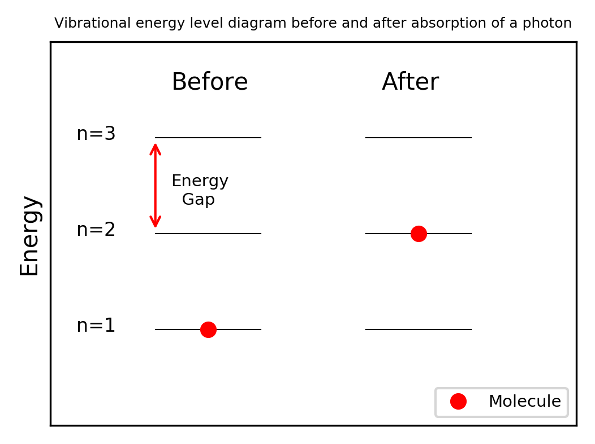 Vibrational energy level diagram before and after absorption of a photon
Before
After
n=3
Energy
Gap
n=2
n=1
Energy
Molecule